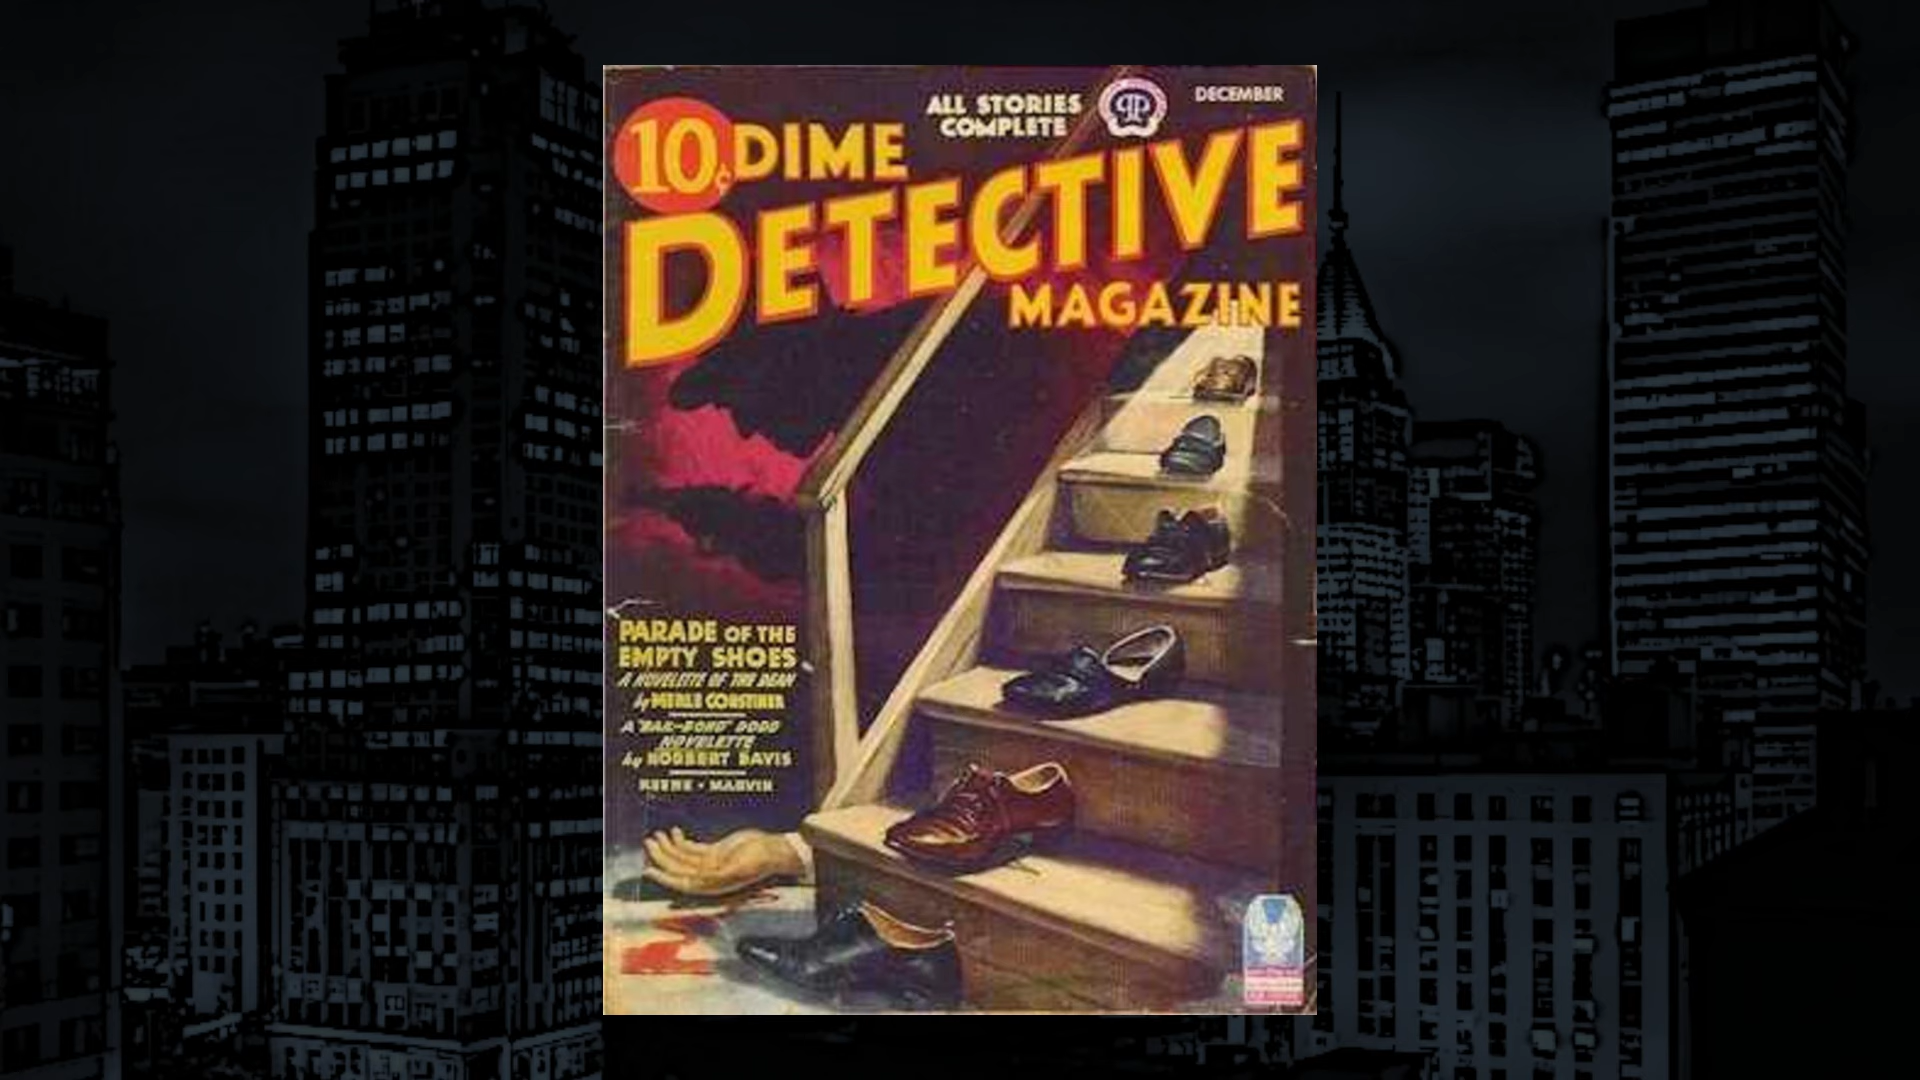 ALL STORIES
COMPLETE
DECEMBER
10¢ DIME
DETECTIVE
MAGAZINE
PARADE OF THE
EMPTY SHOES
A NOVELETTE OF THE DEAN
by MERLE CONSTINER
A "BAIL-BOND" DODD
NOVELETTE
by NORBERT DAVIS
KEENE • MARVIN